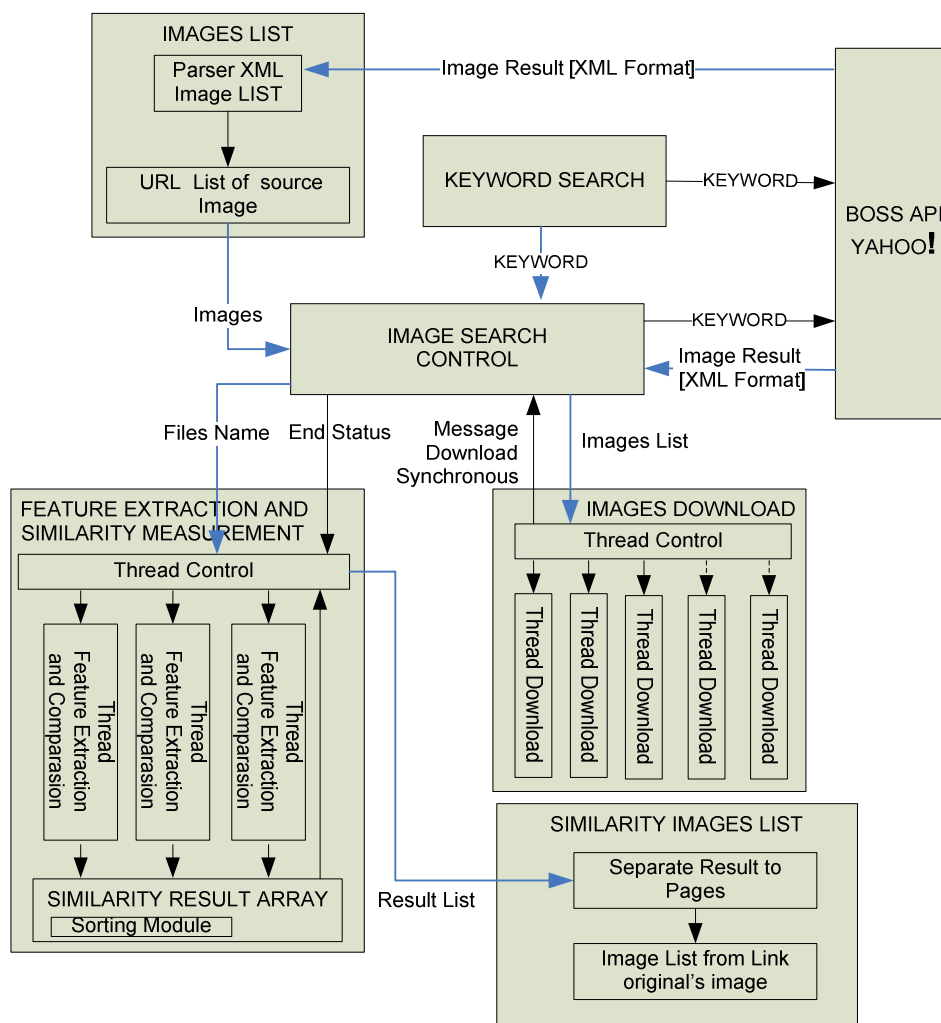 IMAGES LIST
Parser XML
Image LIST
URL List of source
Image
Image Result [XML Format]
KEYWORD SEARCH
KEYWORD
BOSS API
YAHOO!
KEYWORD
Images
IMAGE SEARCH
CONTROL
KEYWORD
Image Result
[XML Format]
Files Name
End Status
Message
Download
Synchronous
Images List
FEATURE EXTRACTION AND
SIMILARITY MEASUREMENT
Thread Control
Thread
Feature Extraction
and Comparasion
Thread
Feature Extraction
and Comparasion
Thread
Feature Extraction
and Comparasion
SIMILARITY RESULT ARRAY
Sorting Module
IMAGES DOWNLOAD
Thread Control
Thread Download
Thread Download
Thread Download
Thread Download
Thread Download
Result List
SIMILARITY IMAGES LIST
Separate Result to
Pages
Image List from Link
original's image